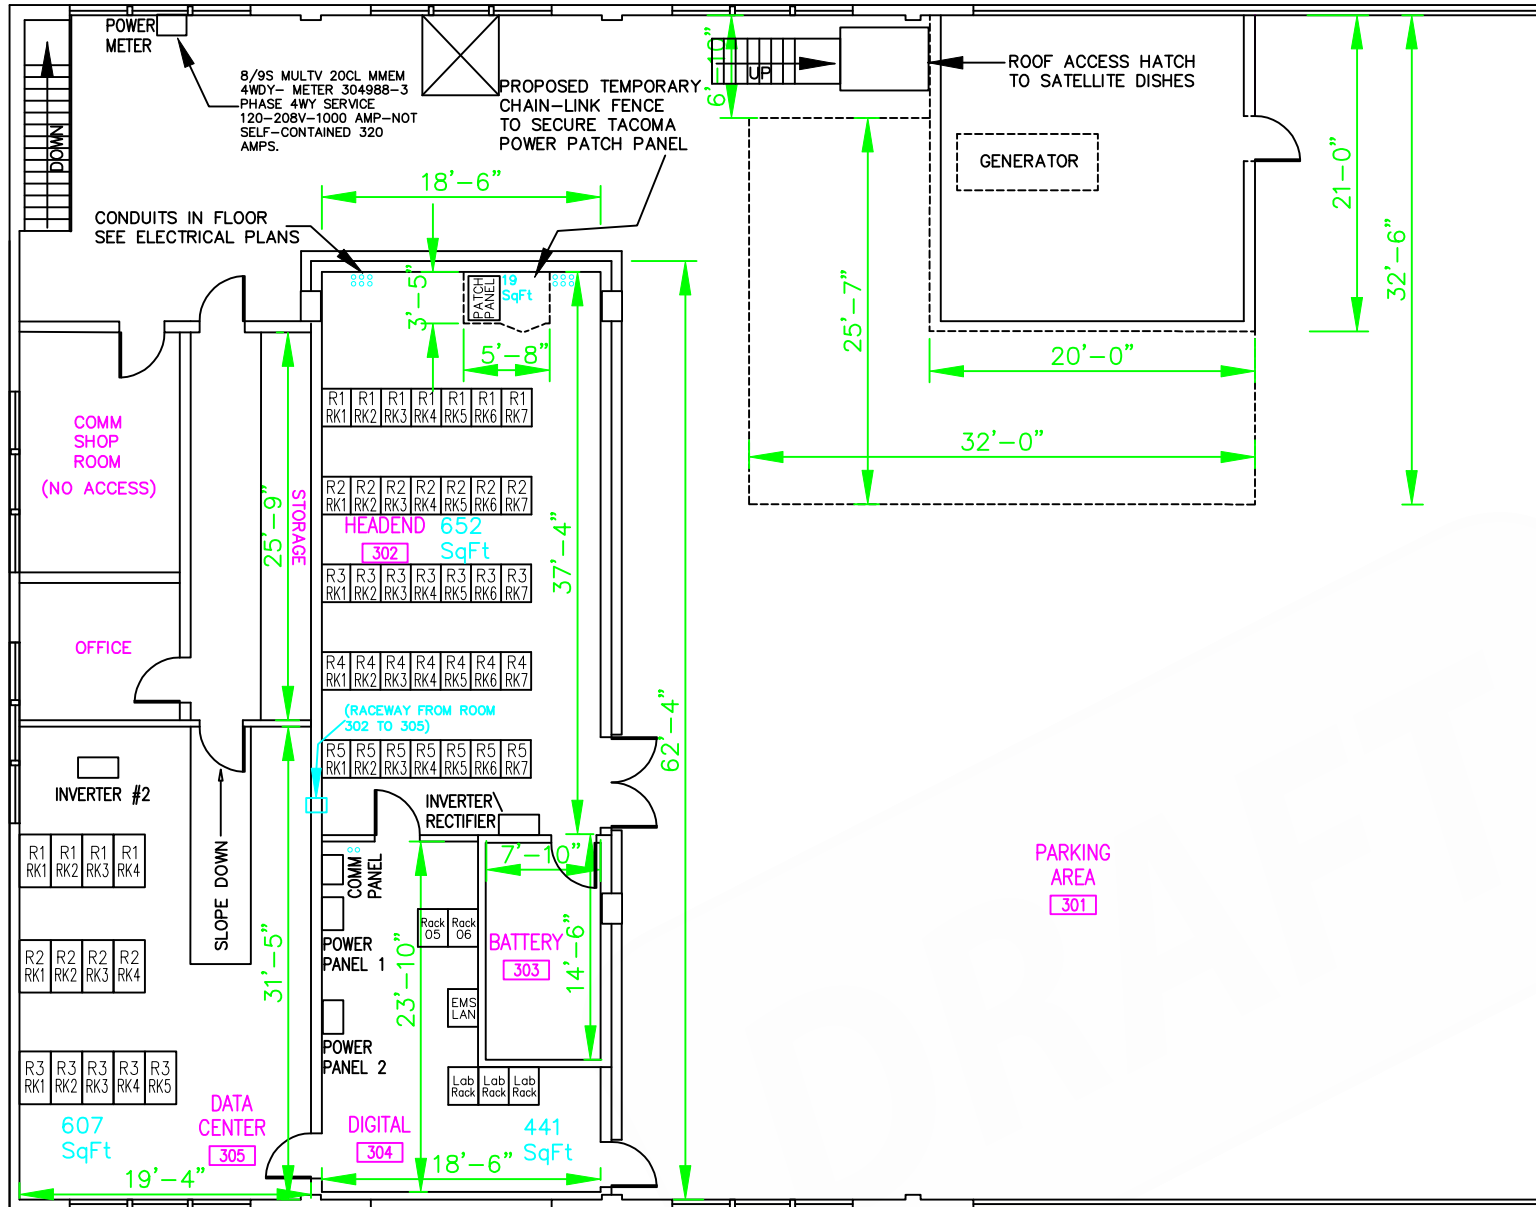 POWER
METER
8/9S MULTV 20CL MMEM
4WDY- METER 304988-3
PHASE 4WY SERVICE
120-208V-1000 AMP-NOT
SELF-CONTAINED 320
AMPS.
PROPOSED TEMPORARY
CHAIN-LINK FENCE
TO SECURE TACOMA
POWER PATCH PANEL
6'-10"
UP
ROOF ACCESS HATCH
TO SATELLITE DISHES
DOWN
GENERATOR
21'-0"
32'-6"
18'-6"
CONDUITS IN FLOOR
SEE ELECTRICAL PLANS
3'-5"
PATCH
PANEL
19
SqFt
5'-8"
25'-7"
20'-0"
32'-0"
COMM
SHOP
ROOM
(NO ACCESS)
STORAGE
25'-9"
R1 R1 R1 R1 R1 R1 R1
RK1 RK2 RK3 RK4 RK5 RK6 RK7
R2 R2 R2 R2 R2 R2 R2
RK1 RK2 RK3 RK4 RK5 RK6 RK7
HEADEND
302
652
SqFt
37'-4"
R3 R3 R3 R3 R3 R3 R3
RK1 RK2 RK3 RK4 RK5 RK6 RK7
OFFICE
R4 R4 R4 R4 R4 R4 R4
RK1 RK2 RK3 RK4 RK5 RK6 RK7
(RACEWAY FROM ROOM
302 TO 305)
62'-4"
R5 R5 R5 R5 R5 R5 R5
RK1 RK2 RK3 RK4 RK5 RK6 RK7
INVERTER #2
INVERTER\
RECTIFIER
R1 R1 R1 R1
RK1 RK2 RK3 RK4
SLOPE DOWN
COMM
PANEL
7'-10"
PARKING
AREA
301
Rack
05
Rack
06
POWER
PANEL 1
BATTERY
303
14'-6"
R2 R2 R2 R2
RK1 RK2 RK3 RK4
31'-5"
23'-10"
EMS
LAN
POWER
PANEL 2
R3 R3 R3 R3 R3
RK1 RK2 RK3 RK4 RK5
Lab
Rack
Lab
Rack
Lab
Rack
607
SqFt
DATA
CENTER
305
DIGITAL
304
441
SqFt
19'-4"
18'-6"